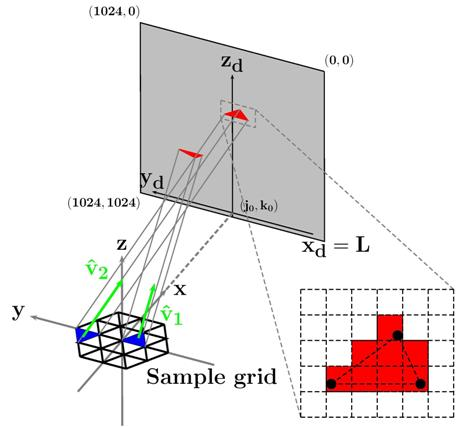 (1024, 0)
(0, 0)
z_d
y_d
(1024, 1024)
(j_0, k_0)
x_d = L
z
v̂_2
x
y
v̂_1
Sample grid